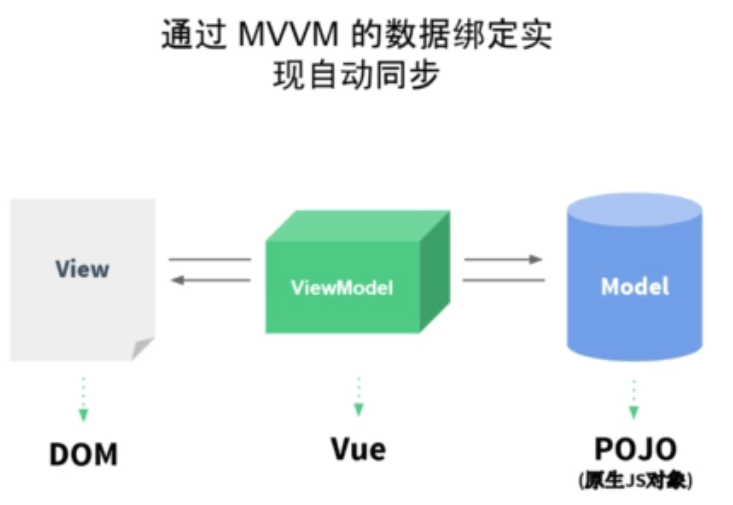 通过 MVVM 的数据绑定实
现自动同步
View
ViewModel
Model
DOM
Vue
POJO
(原生JS对象)